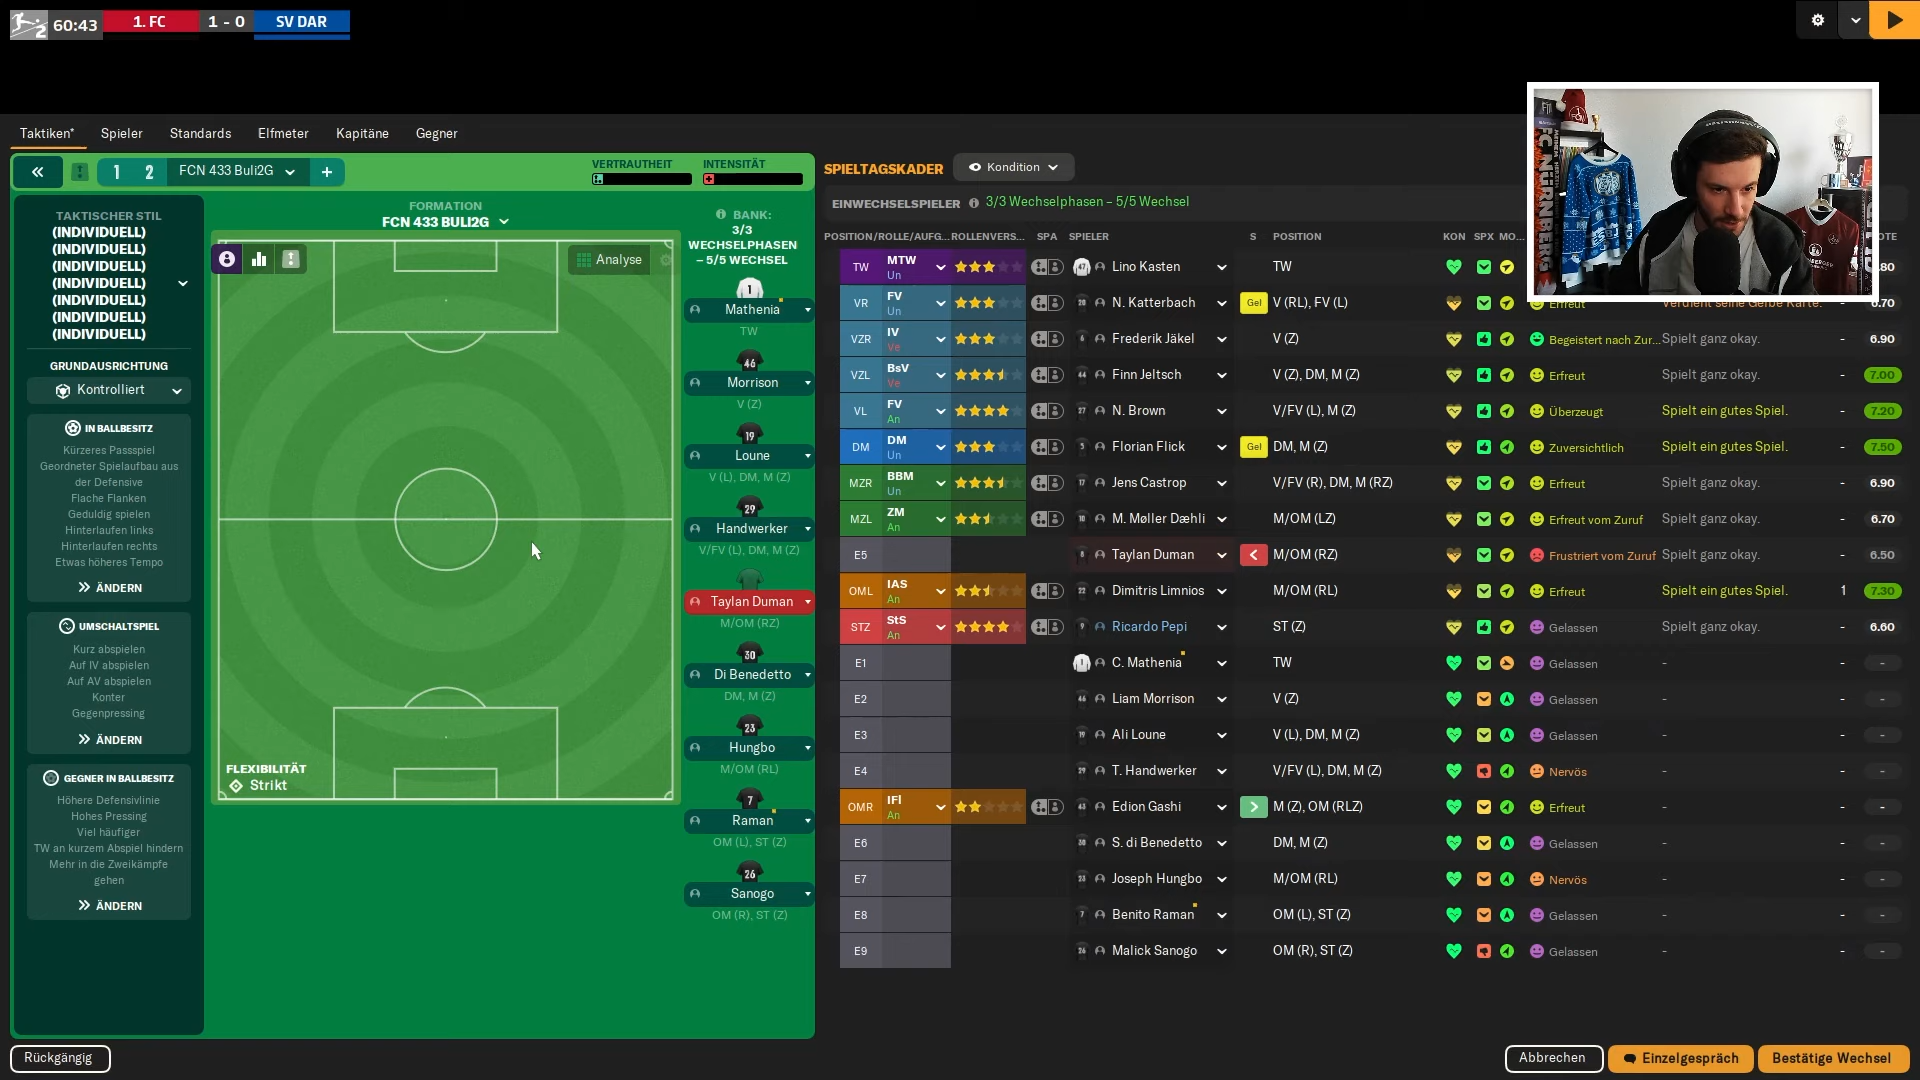 60:43 1. FC 1 - 0 SV DAR
Taktiken* Spieler Standards Elfmeter Kapitäne Gegner
1 2 FCN 433 Buli2G +
VERTRAUTHEIT INTENSITÄT
TAKTISCHER STIL
(INDIVIDUELL)
(INDIVIDUELL)
(INDIVIDUELL)
(INDIVIDUELL)
(INDIVIDUELL)
(INDIVIDUELL)
(INDIVIDUELL)
GRUNDAUSRICHTUNG
Kontrolliert
IN BALLBESITZ
Kürzeres Passspiel
Geordneter Spielaufbau aus
der Defensive
Flache Flanken
Geduldig spielen
Hinterlaufen links
Hinterlaufen rechts
Etwas höheres Tempo
ÄNDERN
UMSCHALTSPIEL
Kurz abspielen
Auf IV abspielen
Auf AV abspielen
Konter
Gegenpressing
ÄNDERN
GEGNER IN BALLBESITZ
Höhere Defensivlinie
Hohes Pressing
Viel häufiger
TW an kurzem Abspiel hindern
Mehr in die Zweikämpfe
gehen
ÄNDERN
FORMATION
FCN 433 BULI2G
Analyse
FLEXIBILITÄT
Strikt
BANK:
3/3
WECHSELPHASEN
– 5/5 WECHSEL
1
Mathenia
TW
46
Morrison
V (Z)
19
Loune
V (L), DM, M (Z)
29
Handwerker
V/FV (L), DM, M (Z)
Taylan Duman
M/OM (RZ)
30
Di Benedetto
DM, M (Z)
23
Hungbo
M/OM (RL)
7
Raman
OM (L), ST (Z)
26
Sanogo
OM (R), ST (Z)
SPIELTAGSKADER Kondition
EINWECHSELSPIELER 3/3 Wechselphasen – 5/5 Wechsel
POSITION/ROLLE/AUFG... ROLLENVERS... SPA SPIELER S POSITION KON SPX MO... OTE
TW MTW Un Lino Kasten TW .80
VR FV Un N. Katterbach Gel V (RL), FV (L) Erfreut Verdient seine Gelbe Karte. 6.70
VZR IV Ve Frederik Jäkel V (Z) Begeistert nach Zur... Spielt ganz okay. - 6.90
VZL BsV Ve Finn Jeltsch V (Z), DM, M (Z) Erfreut Spielt ganz okay. - 7.00
VL FV An N. Brown V/FV (L), M (Z) Überzeugt Spielt ein gutes Spiel. - 7.20
DM DM Un Florian Flick Gel DM, M (Z) Zuversichtlich Spielt ein gutes Spiel. - 7.50
MZR BBM Un Jens Castrop V/FV (R), DM, M (RZ) Erfreut Spielt ganz okay. - 6.90
MZL ZM An M. Møller Dæhli M/OM (LZ) Erfreut vom Zuruf Spielt ganz okay. - 6.70
E5 Taylan Duman M/OM (RZ) Frustriert vom Zuruf Spielt ganz okay. - 6.50
OML IAS An Dimitris Limnios M/OM (RL) Erfreut Spielt ein gutes Spiel. 1 7.30
STZ StS An Ricardo Pepi ST (Z) Gelassen Spielt ganz okay. - 6.60
E1 C. Mathenia TW Gelassen - - -
E2 Liam Morrison V (Z) Gelassen - - -
E3 Ali Loune V (L), DM, M (Z) Gelassen - - -
E4 T. Handwerker V/FV (L), DM, M (Z) Nervös - - -
OMR IFl An Edion Gashi M (Z), OM (RLZ) Erfreut - - -
E6 S. di Benedetto DM, M (Z) Gelassen - - -
E7 Joseph Hungbo M/OM (RL) Nervös - - -
E8 Benito Raman OM (L), ST (Z) Gelassen - - -
E9 Malick Sanogo OM (R), ST (Z) Gelassen - - -
Rückgängig Abbrechen Einzelgespräch Bestätige Wechsel